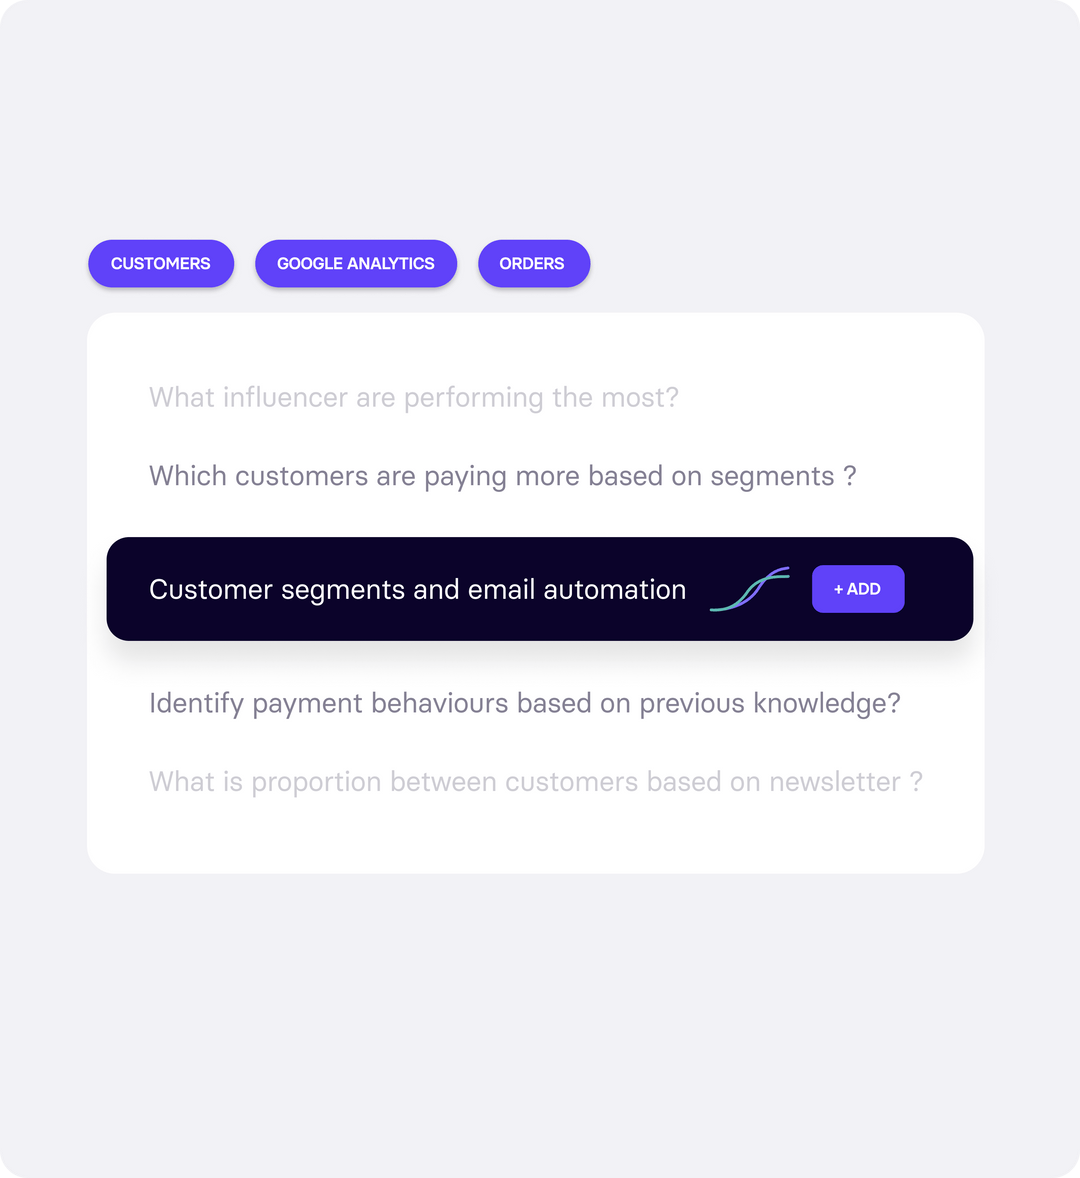 CUSTOMERS
GOOGLE ANALYTICS
ORDERS
What influencer are performing the most?
Which customers are paying more based on segments ?
Customer segments and email automation
+ ADD
Identify payment behaviours based on previous knowledge?
What is proportion between customers based on newsletter ?